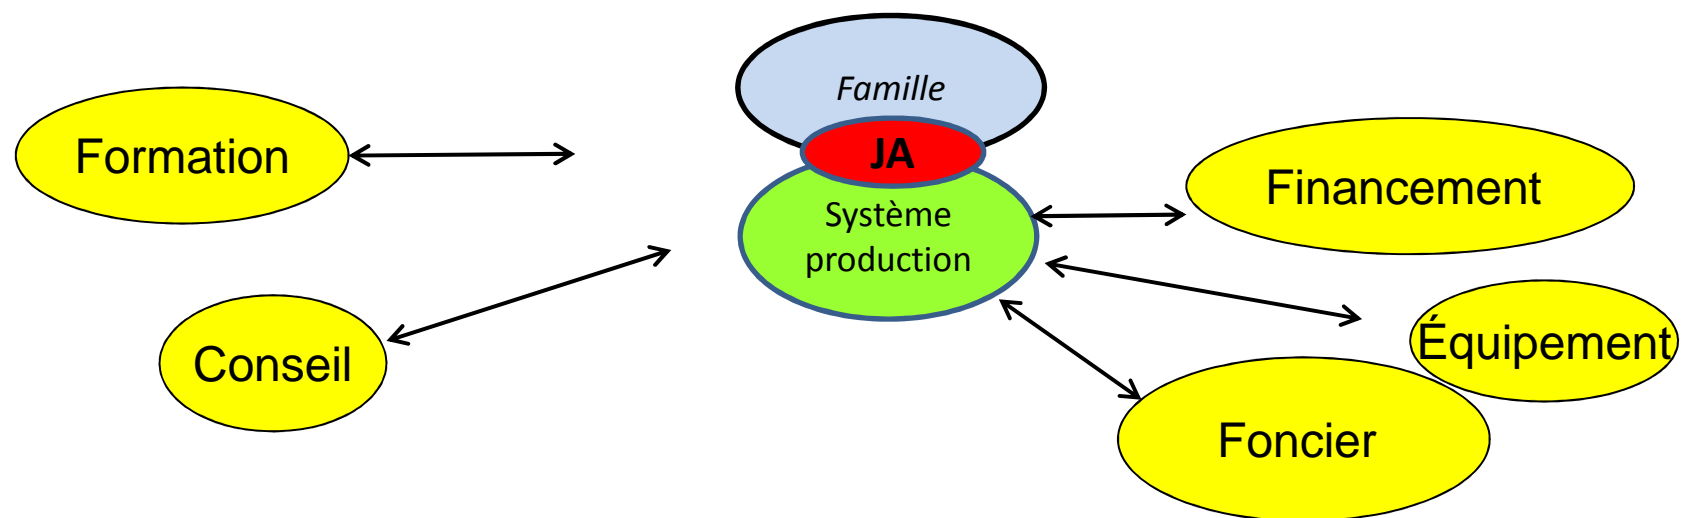 Famille
JA
Système
production
Formation
Conseil
Financement
Équipement
Foncier